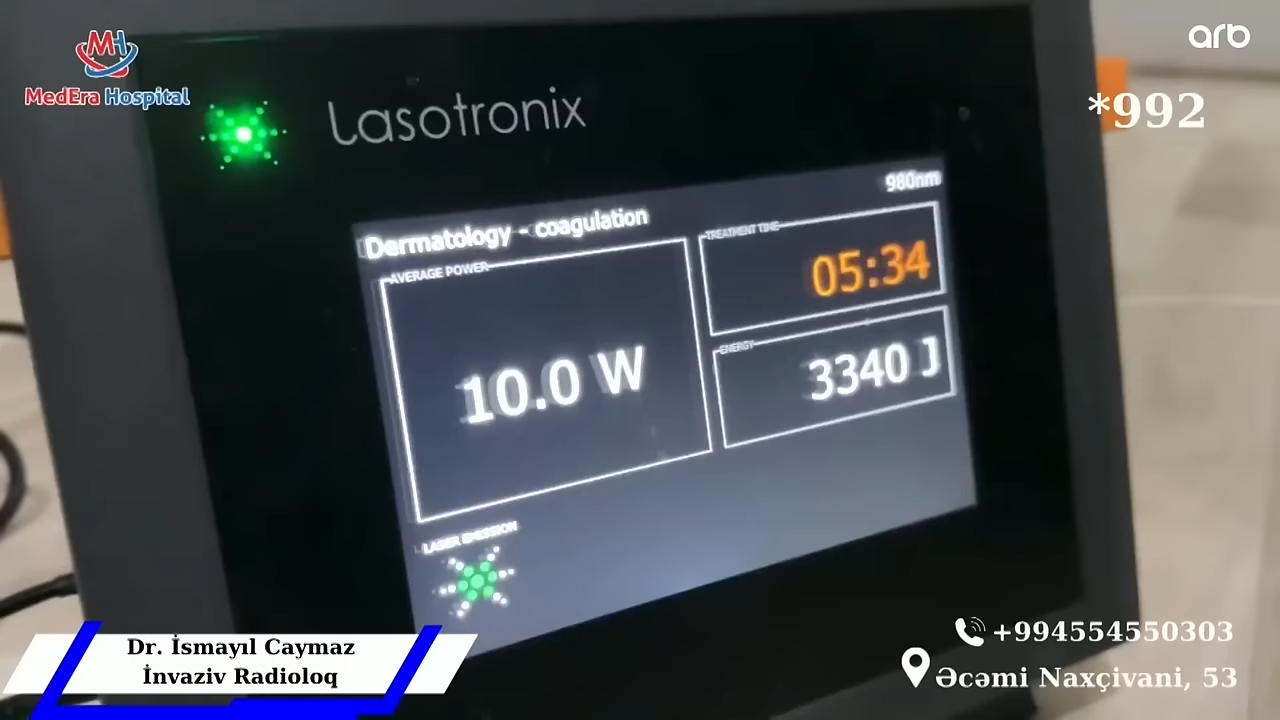 MH
MedEra Hospital
arb
*992
Lasotronix
980nm
Dermatology - coagulation
AVERAGE POWER
10.0 W
TREATMENT TIME
05:34
ENERGY
3340 J
LASER EMISSION
Dr. İsmayıl Caymaz
İnvaziv Radioloq
+994554550303
Əcəmi Naxçivani, 53